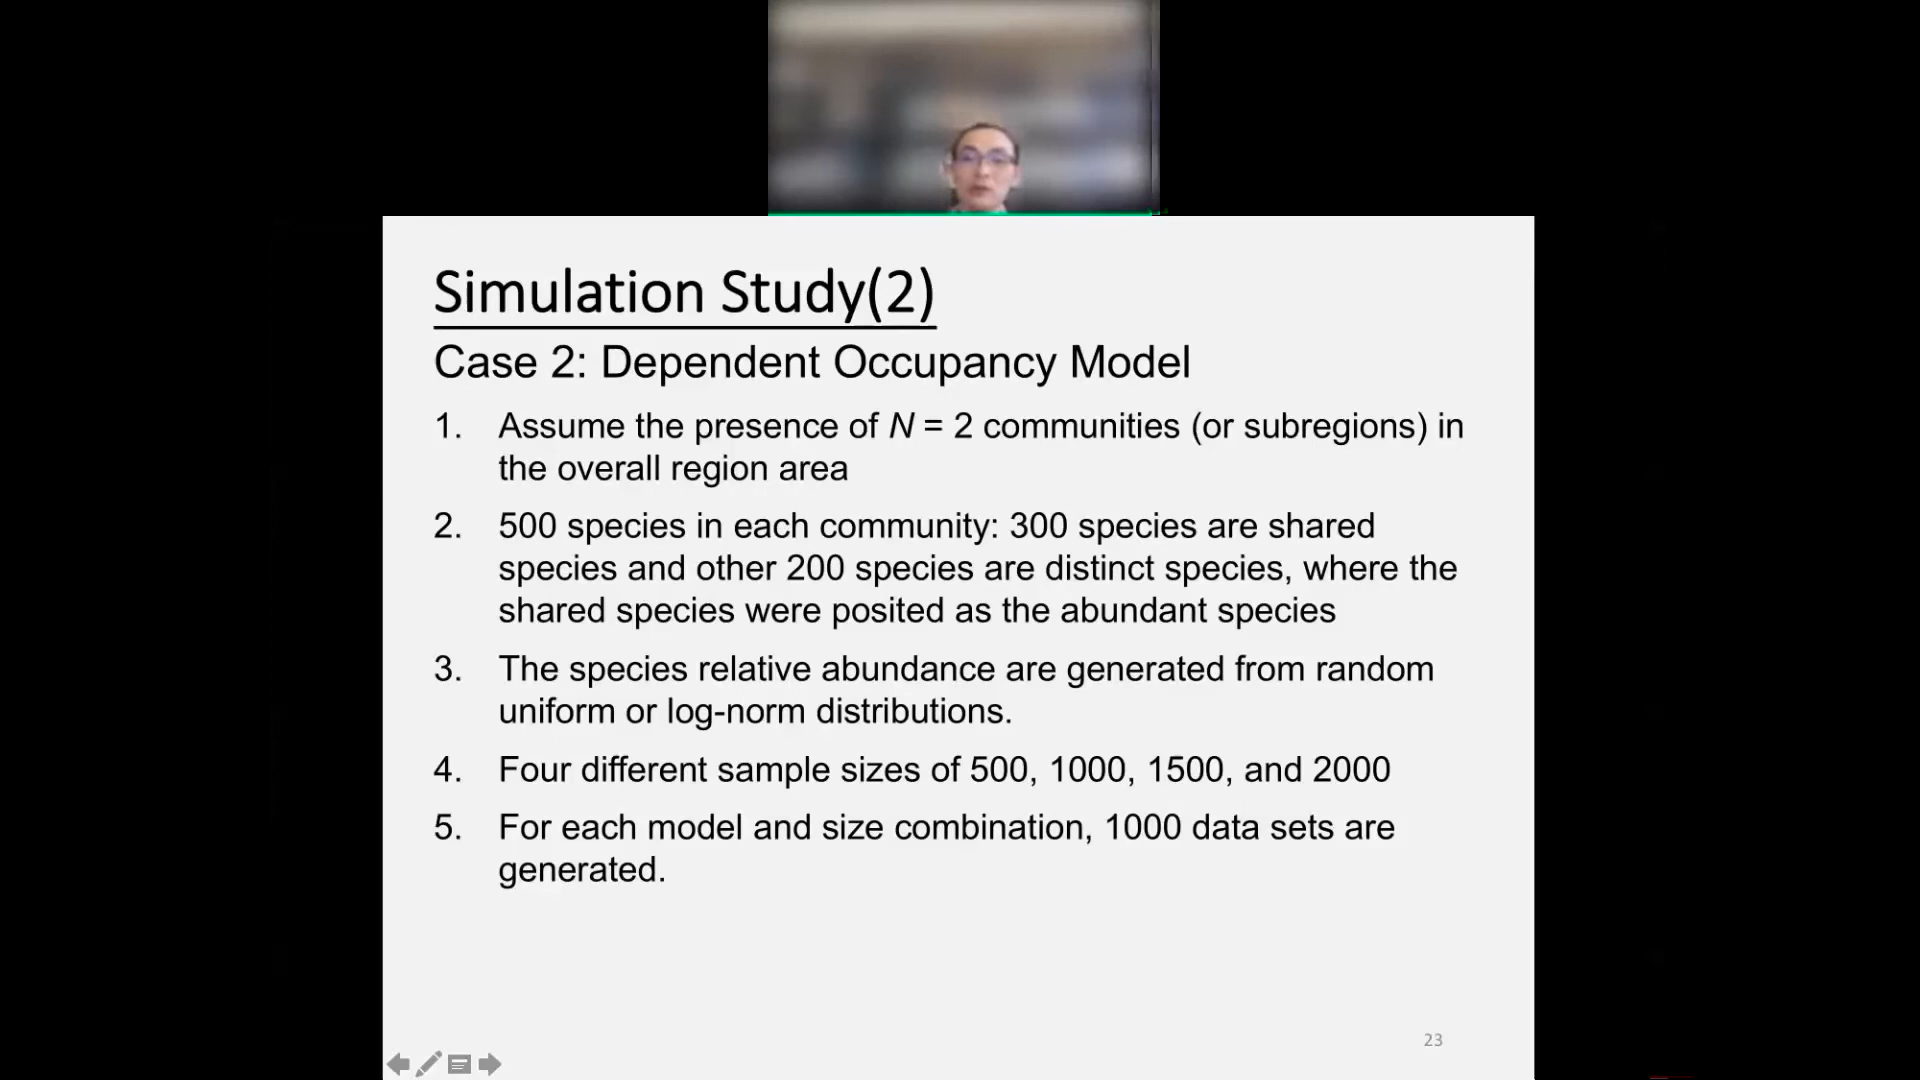 Simulation Study(2)
Case 2: Dependent Occupancy Model
1. Assume the presence of N = 2 communities (or subregions) in
the overall region area
2. 500 species in each community: 300 species are shared
species and other 200 species are distinct species, where the
shared species were posited as the abundant species
3. The species relative abundance are generated from random
uniform or log-norm distributions.
4. Four different sample sizes of 500, 1000, 1500, and 2000
5. For each model and size combination, 1000 data sets are
generated.
23